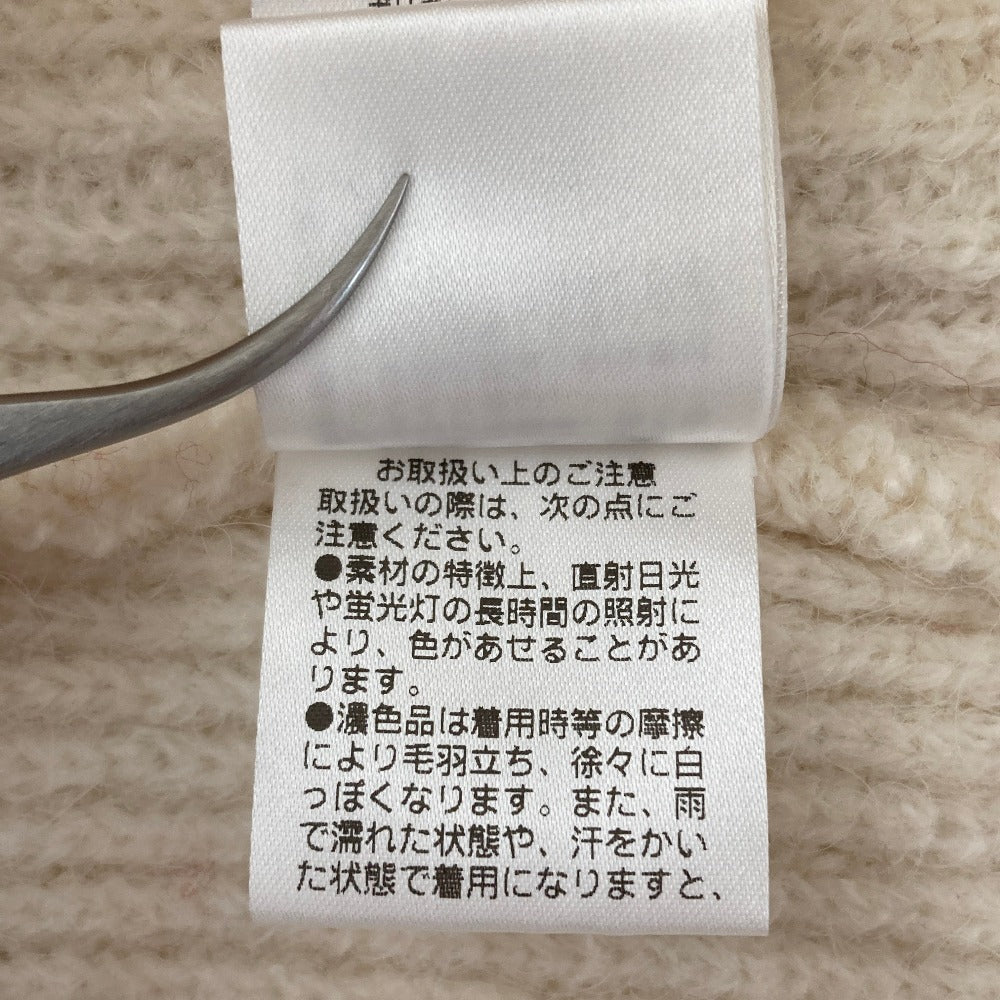 お取扱い上のご注意
取扱いの際は、次の点にご
注意ください。
●素材の特徴上、直射日光
や蛍光灯の長時間の照射に
より、色があせることがあ
ります。
●濃色品は着用時等の摩擦
により毛羽立ち、徐々に白
っぽくなります。また、雨
で濡れた状態や、汗をかい
た状態で着用になりますと、